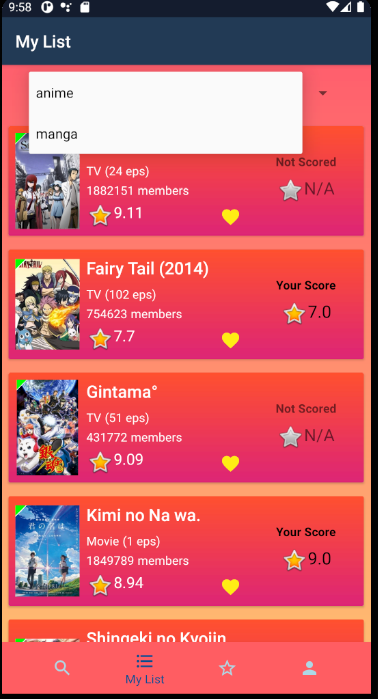 9:58
My List
anime
manga
TV (24 eps)
1882151 members
9.11
Not Scored
N/A
Fairy Tail (2014)
TV (102 eps)
754623 members
7.7
Your Score
7.0
Gintama°
TV (51 eps)
431772 members
9.09
Not Scored
N/A
Kimi no Na wa.
Movie (1 eps)
1849789 members
8.94
Your Score
9.0
Shingeki no Kyojin
My List